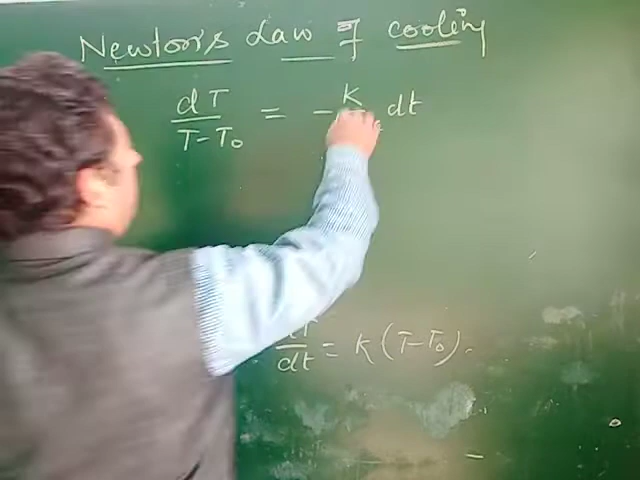 Newton's Law of cooling
dT/T-T₀ = -K/ dt
/dt = K(T-T₀).